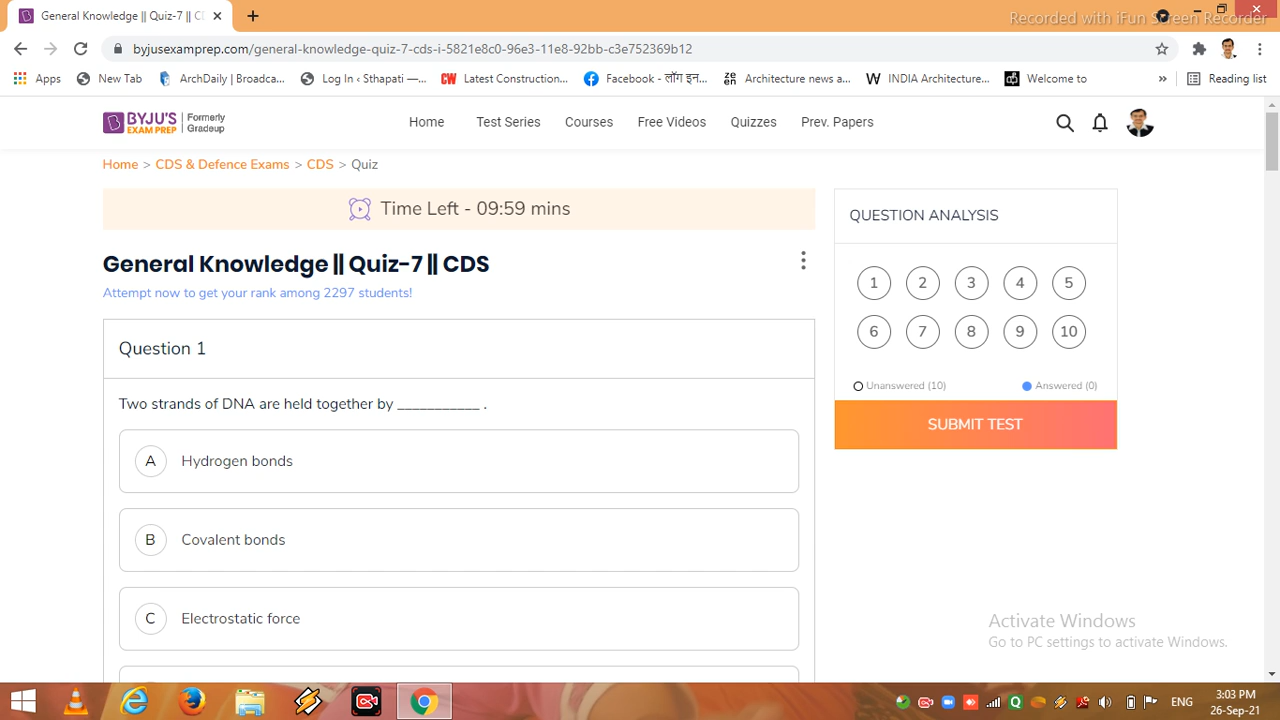 General Knowledge || Quiz-7 || C
Recorded with iFun Screen Recorder
byjusexamprep.com/general-knowledge-quiz-7-cds-i-5821e8c0-96e3-11e8-92bb-c3e752369b12
Apps New Tab ArchDaily | Broadca... Log In ‹ Sthapati —... CW Latest Construction... Facebook - लॉग इन... ze an Architecture news a... W INDIA Architecture... Welcome to » Reading list
BYJU'S EXAM PREP Formerly Gradeup Home Test Series Courses Free Videos Quizzes Prev. Papers
Home > CDS & Defence Exams > CDS > Quiz
Time Left - 09:59 mins
General Knowledge || Quiz-7 || CDS
Attempt now to get your rank among 2297 students!
Question 1
Two strands of DNA are held together by ___________ .
A Hydrogen bonds
B Covalent bonds
C Electrostatic force
QUESTION ANALYSIS
1 2 3 4 5
6 7 8 9 10
Unanswered (10) Answered (0)
SUBMIT TEST
Activate Windows
Go to PC settings to activate Windows.
ENG
3:03 PM
26-Sep-21